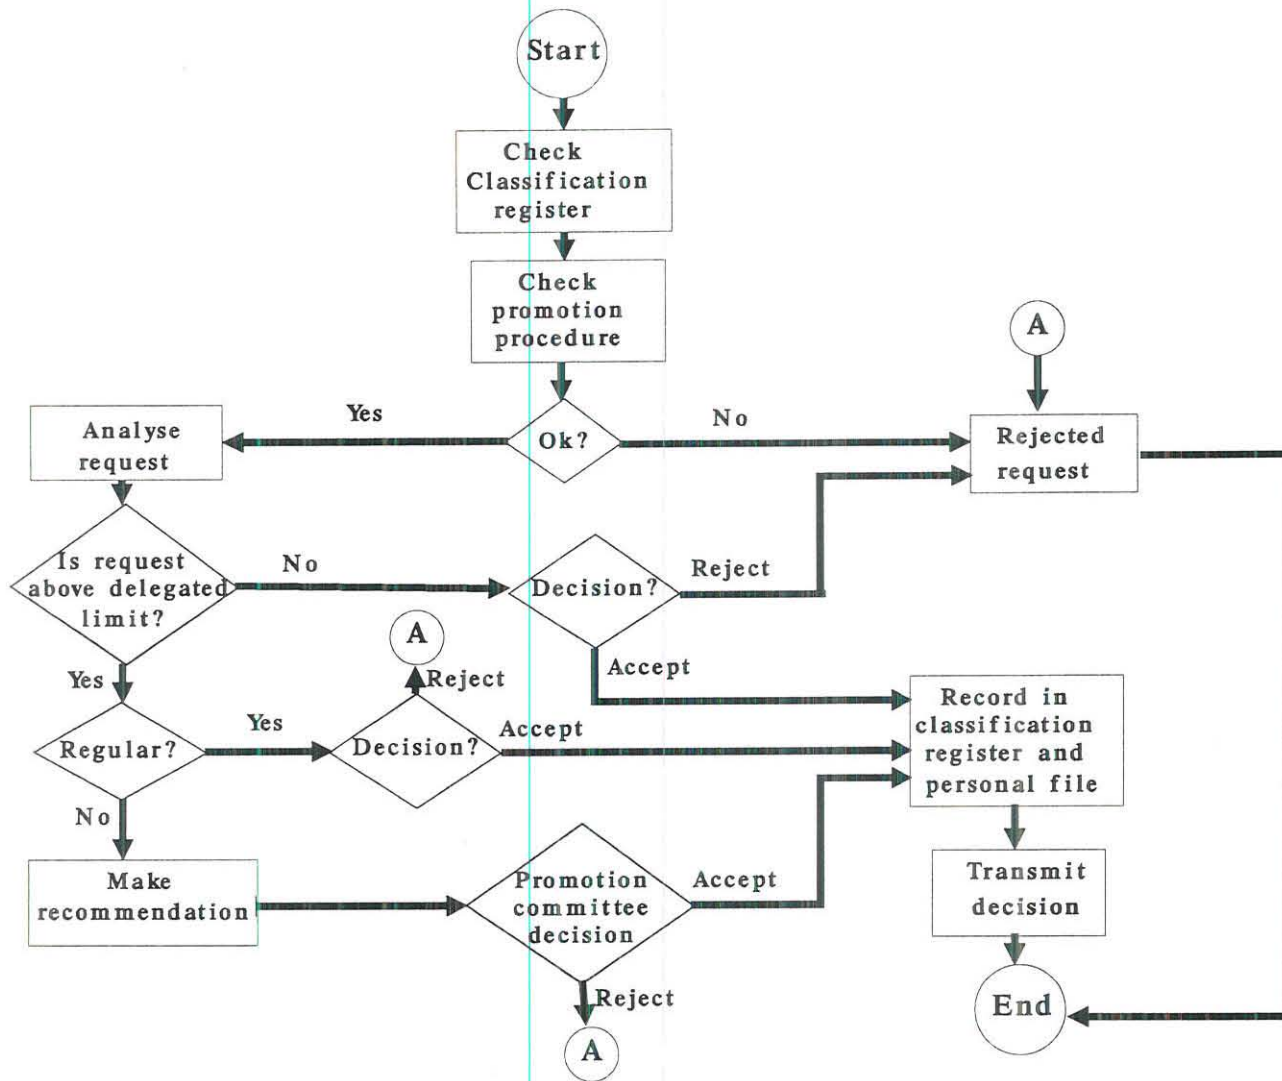 Start
Check
Classification
register
Check
promotion
procedure
A
Yes
Ok?
No
Analyse
request
Rejected
request
Is request
above delegated
limit?
No
Decision?
Reject
Accept
A
Reject
Yes
Regular?
Yes
Decision?
Accept
Record in
classification
register and
personal file
No
Make
recommendation
Promotion
committee
decision
Accept
Transmit
decision
Reject
A
End